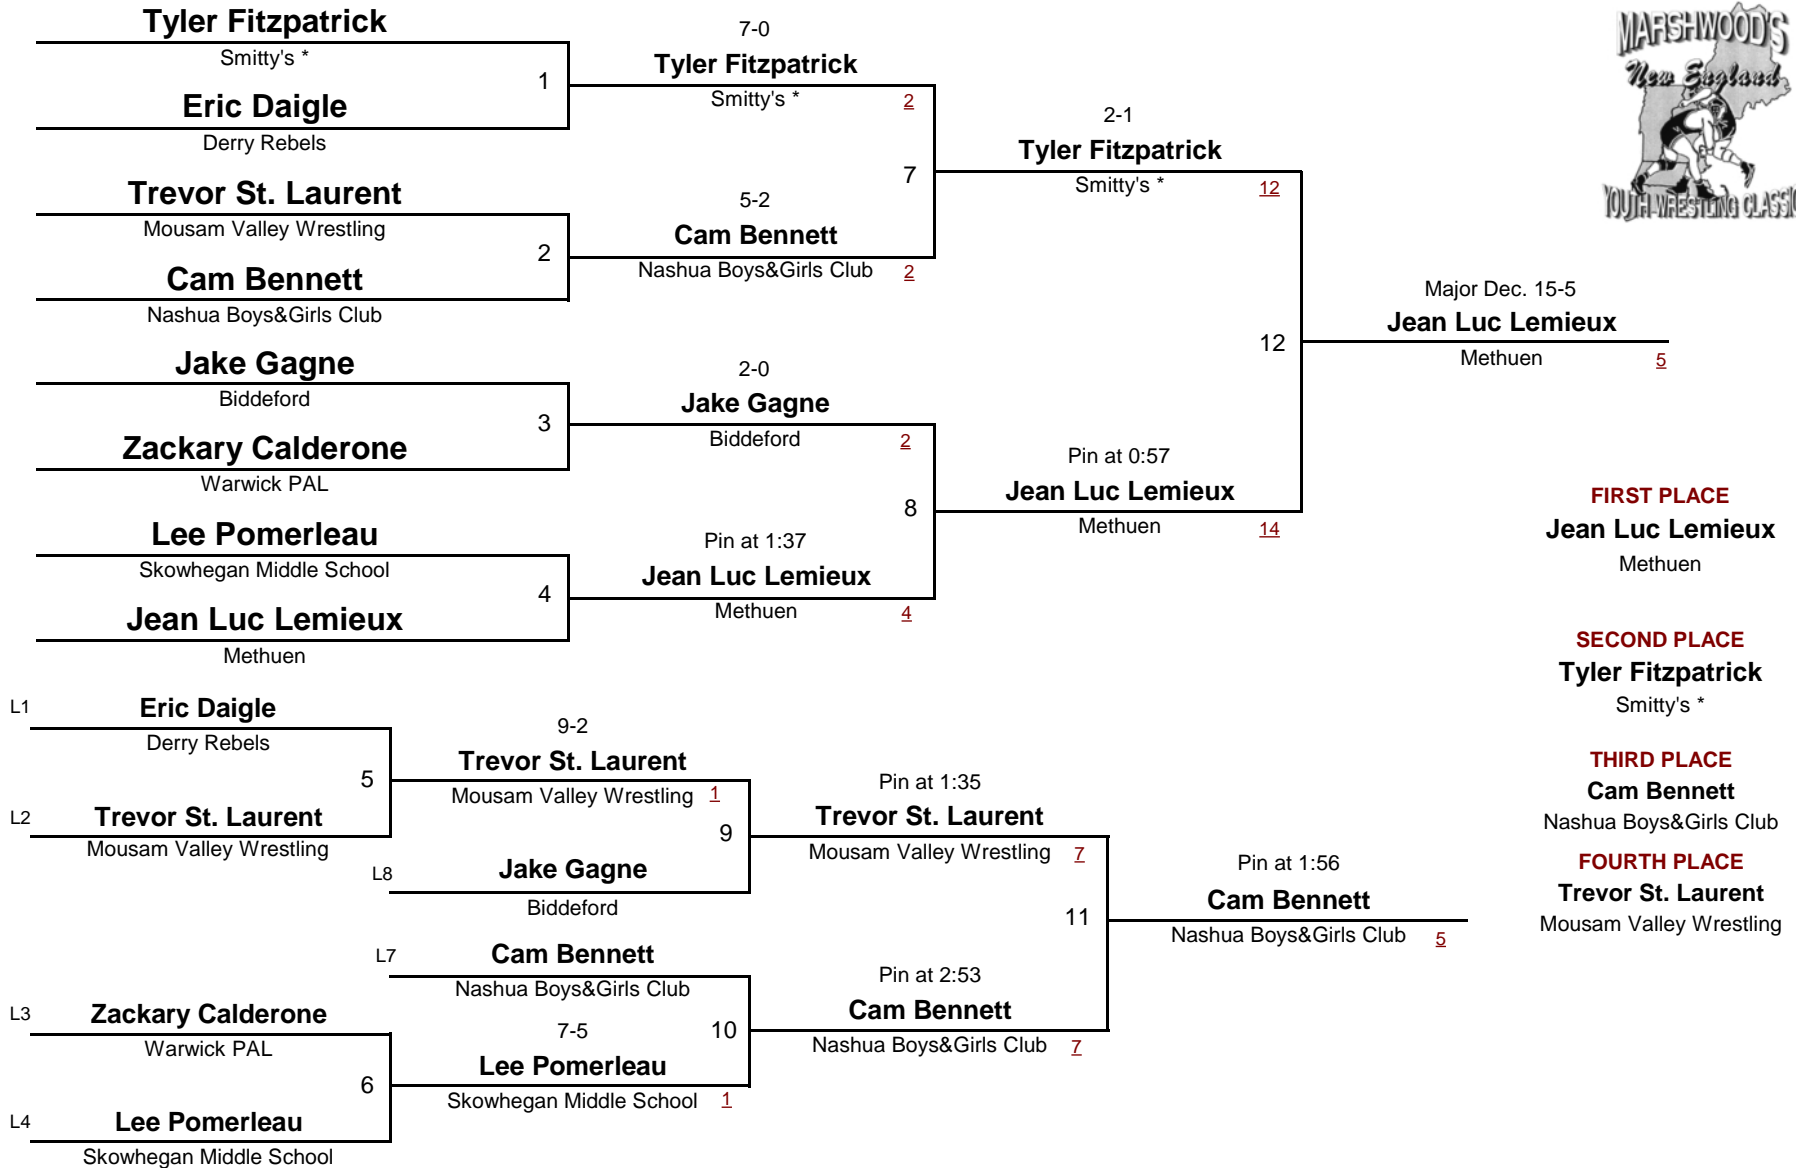 Tyler Fitzpatrick
Smitty's *
1
Eric Daigle
Derry Rebels
Trevor St. Laurent
Mousam Valley Wrestling
2
Cam Bennett
Nashua Boys&Girls Club
Jake Gagne
Biddeford
3
Zackary Calderone
Warwick PAL
Lee Pomerleau
Skowhegan Middle School
4
Jean Luc Lemieux
Methuen
7-0
Tyler Fitzpatrick
Smitty's * 2
7
5-2
Cam Bennett
Nashua Boys&Girls Club 2
2-0
Jake Gagne
Biddeford 2
8
Pin at 1:37
Jean Luc Lemieux
Methuen 4
2-1
Tyler Fitzpatrick
Smitty's * 12
12
Pin at 0:57
Jean Luc Lemieux
Methuen 14
Major Dec. 15-5
Jean Luc Lemieux
Methuen 5
MARSHWOOD'S
New England
YOUTH WRESTLING CLASSIC
FIRST PLACE
Jean Luc Lemieux
Methuen
SECOND PLACE
Tyler Fitzpatrick
Smitty's *
THIRD PLACE
Cam Bennett
Nashua Boys&Girls Club
FOURTH PLACE
Trevor St. Laurent
Mousam Valley Wrestling
L1 Eric Daigle
Derry Rebels
5
L2 Trevor St. Laurent
Mousam Valley Wrestling
9-2
Trevor St. Laurent
Mousam Valley Wrestling 1
9
L8 Jake Gagne
Biddeford
L7 Cam Bennett
Nashua Boys&Girls Club
10
L3 Zackary Calderone
Warwick PAL
6
L4 Lee Pomerleau
Skowhegan Middle School
7-5
Lee Pomerleau
Skowhegan Middle School 1
Pin at 1:35
Trevor St. Laurent
Mousam Valley Wrestling 7
11
Pin at 2:53
Cam Bennett
Nashua Boys&Girls Club 7
Pin at 1:56
Cam Bennett
Nashua Boys&Girls Club 5